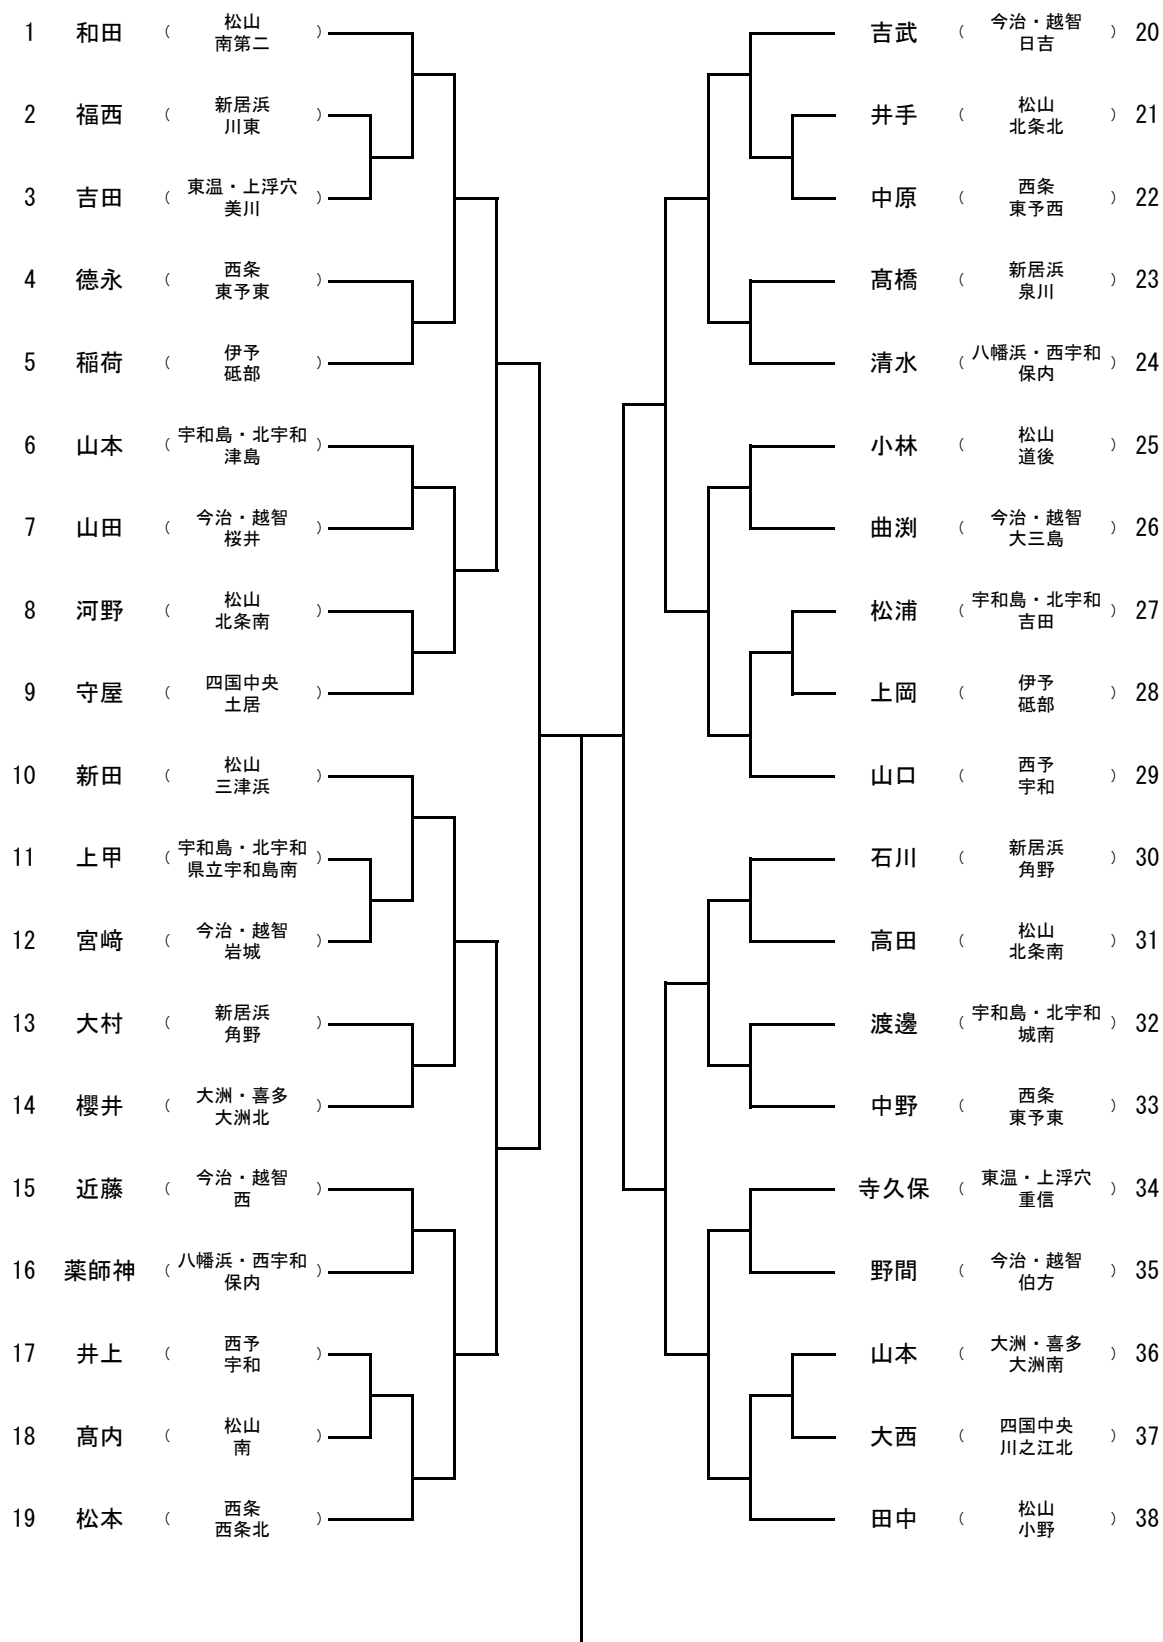 1 和田 ( 松山 南第二 )
2 福西 ( 新居浜 川東 )
3 吉田 ( 東温・上浮穴 美川 )
4 德永 ( 西条 東予東 )
5 稲荷 ( 伊予 砥部 )
6 山本 ( 宇和島・北宇和 津島 )
7 山田 ( 今治・越智 桜井 )
8 河野 ( 松山 北条南 )
9 守屋 ( 四国中央 土居 )
10 新田 ( 松山 三津浜 )
11 上甲 ( 宇和島・北宇和 県立宇和島南 )
12 宮﨑 ( 今治・越智 岩城 )
13 大村 ( 新居浜 角野 )
14 櫻井 ( 大洲・喜多 大洲北 )
15 近藤 ( 今治・越智 西 )
16 薬師神 ( 八幡浜・西宇和 保内 )
17 井上 ( 西予 宇和 )
18 髙内 ( 松山 南 )
19 松本 ( 西条 西条北 )
吉武 ( 今治・越智 日吉 ) 20
井手 ( 松山 北条北 ) 21
中原 ( 西条 東予西 ) 22
髙橋 ( 新居浜 泉川 ) 23
清水 ( 八幡浜・西宇和 保内 ) 24
小林 ( 松山 道後 ) 25
曲渕 ( 今治・越智 大三島 ) 26
松浦 ( 宇和島・北宇和 吉田 ) 27
上岡 ( 伊予 砥部 ) 28
山口 ( 西予 宇和 ) 29
石川 ( 新居浜 角野 ) 30
高田 ( 松山 北条南 ) 31
渡邊 ( 宇和島・北宇和 城南 ) 32
中野 ( 西条 東予東 ) 33
寺久保 ( 東温・上浮穴 重信 ) 34
野間 ( 今治・越智 伯方 ) 35
山本 ( 大洲・喜多 大洲南 ) 36
大西 ( 四国中央 川之江北 ) 37
田中 ( 松山 小野 ) 38